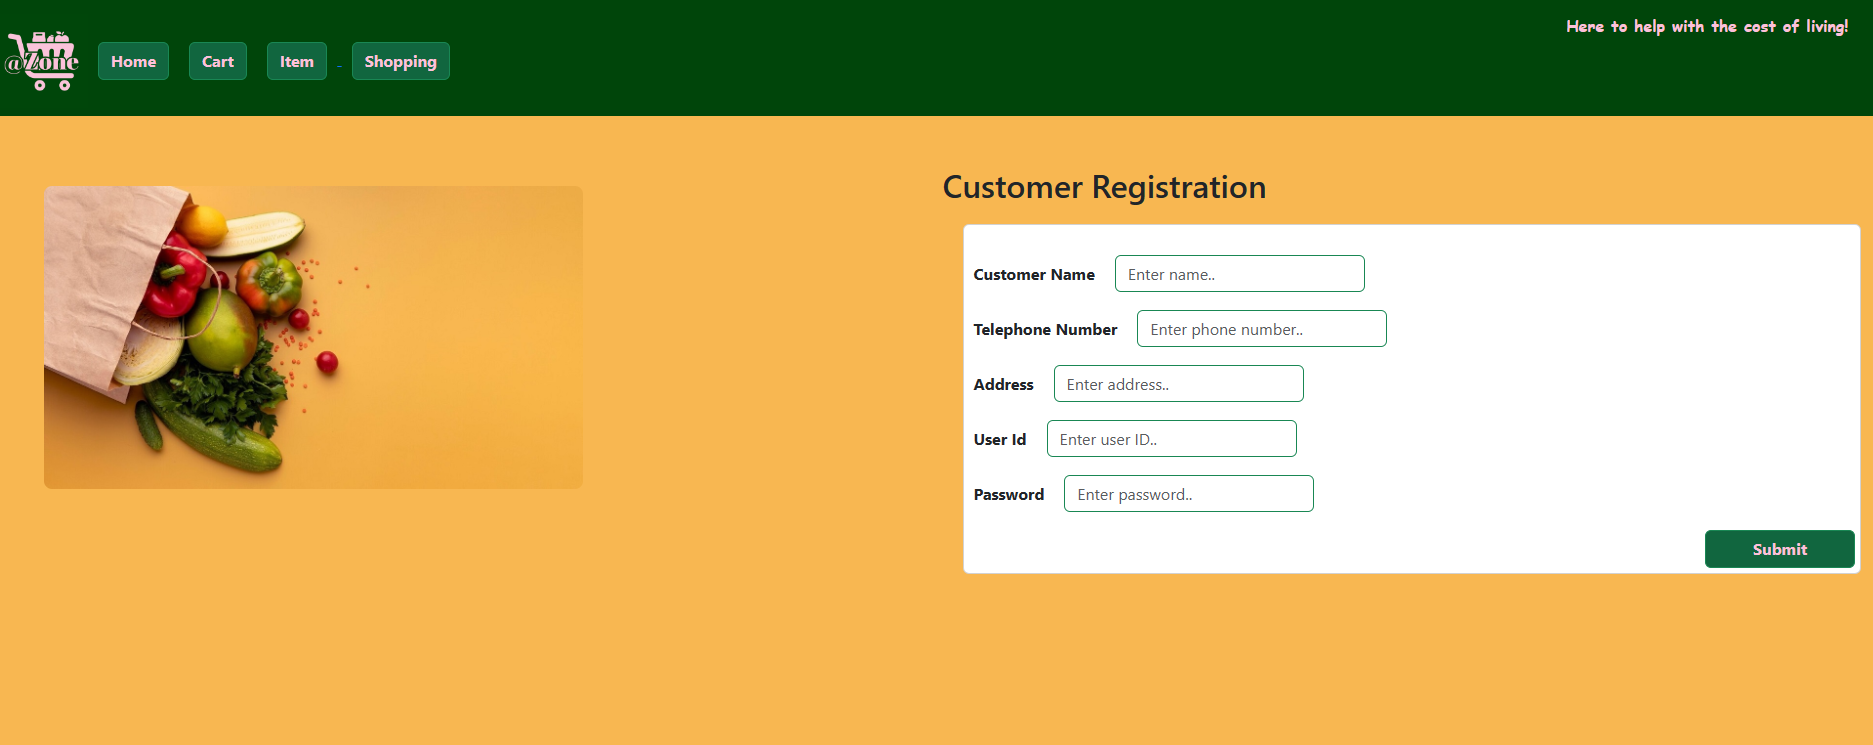 Here to help with the cost of living!
@Zone
Home Cart Item Shopping
Customer Registration
Customer Name Enter name..
Telephone Number Enter phone number..
Address Enter address..
User Id Enter user ID..
Password Enter password..
Submit